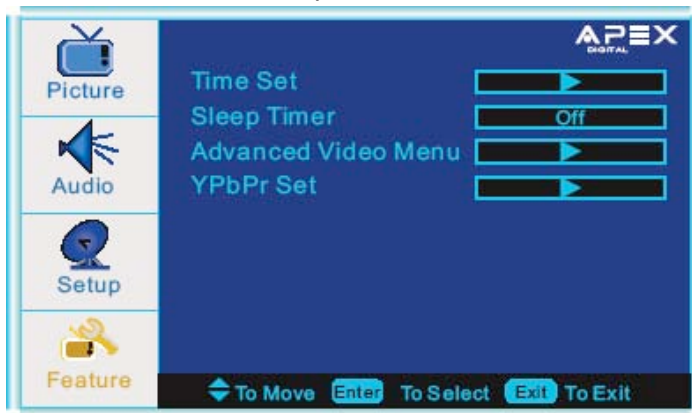 APEX
DIGITAL
Picture
Audio
Setup
Feature
Time Set
Sleep Timer Off
Advanced Video Menu
YPbPr Set
To Move Enter To Select Exit To Exit